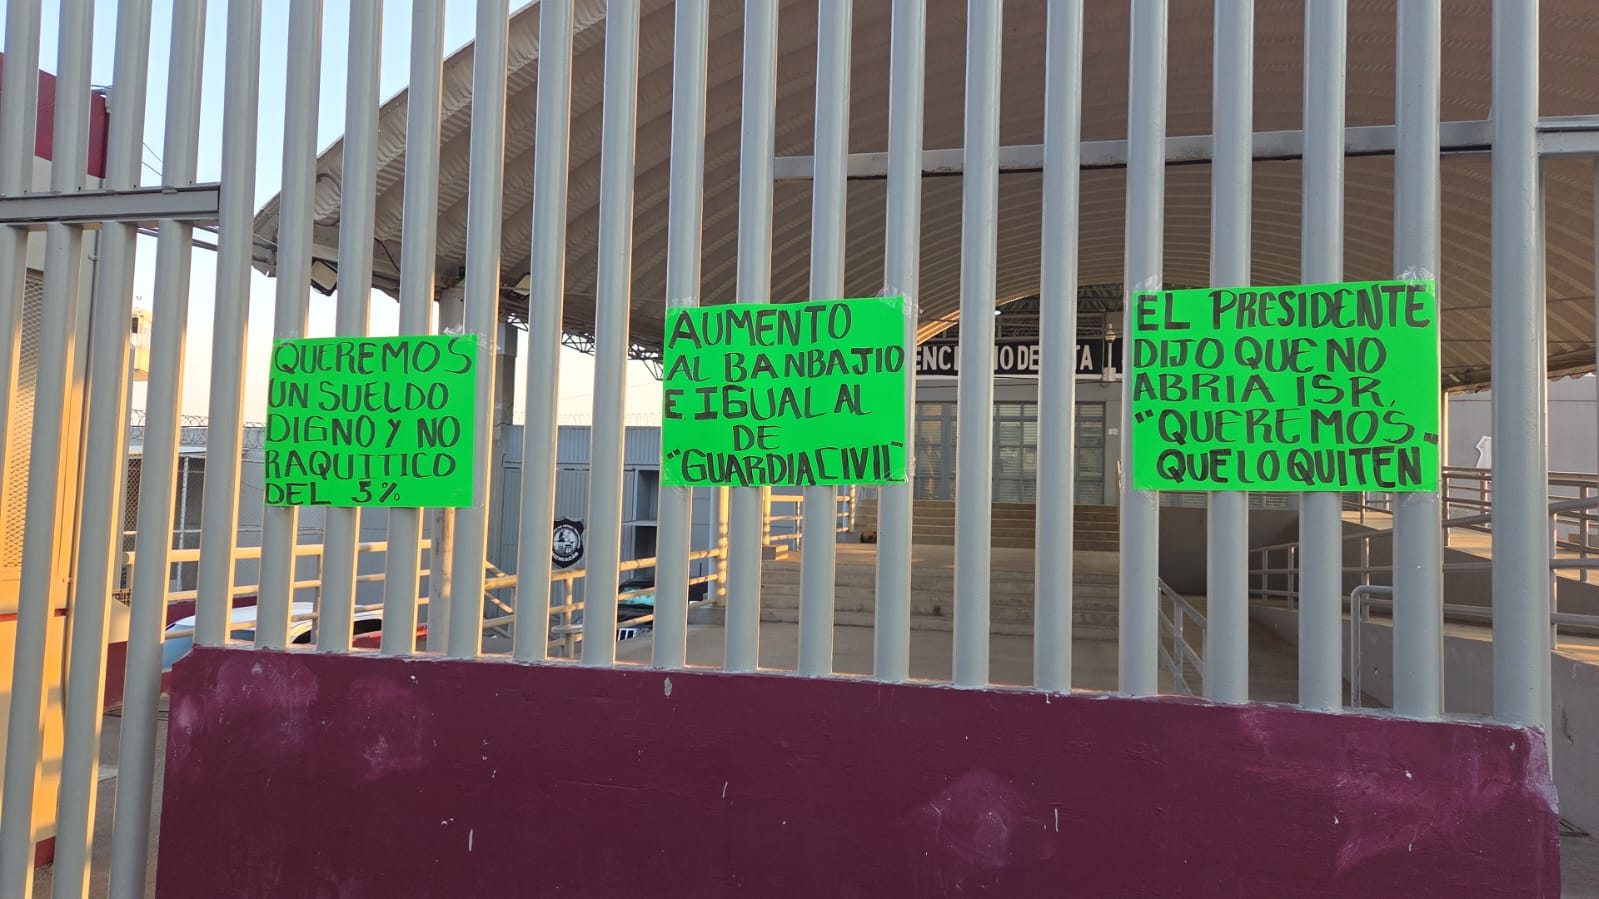 QUEREMOS
UN SUELDO
DIGNO Y NO
RAQUITICO
DEL 5%
AUMENTO
AL BANBAJIO
E IGUAL AL
DE
"GUARDIA CIVIL"
EL PRESIDENTE
DIJO QUE NO
ABRIA ISR,
"QUEREMOS
QUE LO QUITEN